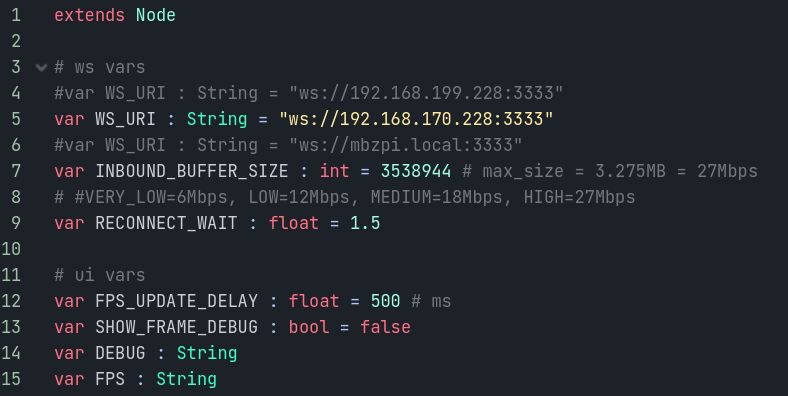 1 extends Node
2
3 # ws vars
4 #var WS_URI : String = "ws://192.168.199.228:3333"
5 var WS_URI : String = "ws://192.168.170.228:3333"
6 #var WS_URI : String = "ws://mbzpi.local:3333"
7 var INBOUND_BUFFER_SIZE : int = 3538944 # max_size = 3.275MB = 27Mbps
8 # #VERY_LOW=6Mbps, LOW=12Mbps, MEDIUM=18Mbps, HIGH=27Mbps
9 var RECONNECT_WAIT : float = 1.5
10
11 # ui vars
12 var FPS_UPDATE_DELAY : float = 500 # ms
13 var SHOW_FRAME_DEBUG : bool = false
14 var DEBUG : String
15 var FPS : String